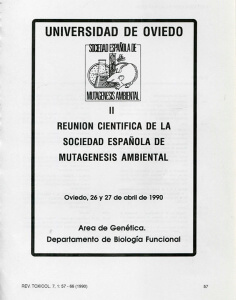 UNIVERSIDAD DE OVIEDO
SOCIEDAD ESPAÑOLA DE
MUTAGENESIS AMBIENTAL
II
REUNION CIENTIFICA DE LA
SOCIEDAD ESPAÑOLA DE
MUTAGENESIS AMBIENTAL
Oviedo, 26 y 27 de abril de 1990
Area de Genética.
Departamento de Biología Funcional
REV. TOXICOL. 7. 1: 57 - 88 (1990)
57